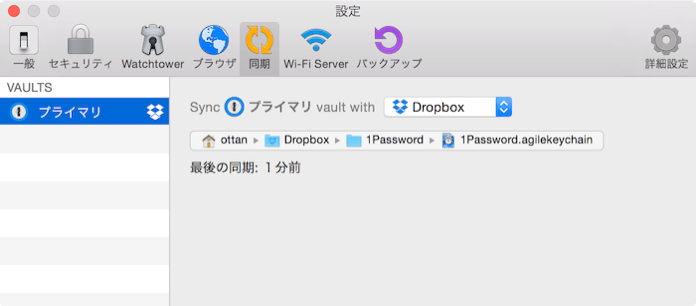 設定
一般 セキュリティ Watchtower ブラウザ 同期 Wi-Fi Server バックアップ 詳細設定
VAULTS
プライマリ
Sync プライマリ vault with Dropbox
ottan Dropbox 1Password 1Password.agilekeychain
最後の同期: 1 分前